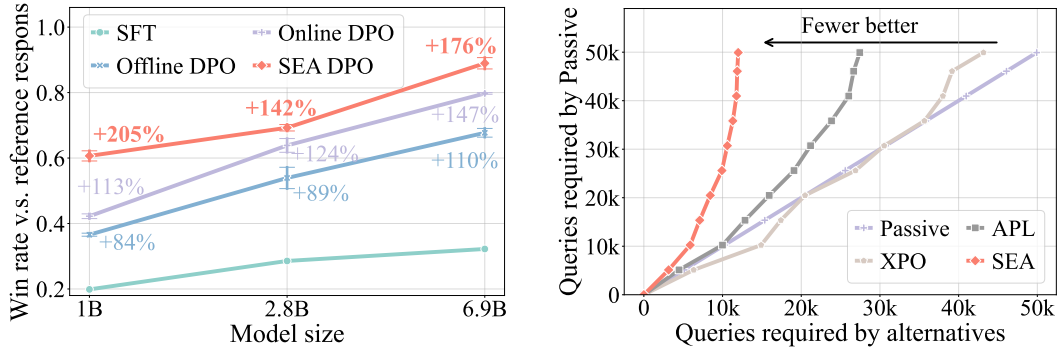 Win rate v.s. reference respons
1.0
0.8
0.6
0.4
0.2
SFT
Offline DPO
Online DPO
SEA DPO
+205%
+142%
+176%
+113%
+124%
+147%
+84%
+89%
+110%
1B
2.8B
6.9B
Model size
Queries required by Passive
50k
40k
30k
20k
10k
0
Fewer better
Passive
XPO
APL
SEA
0
10k
20k
30k
40k
50k
Queries required by alternatives